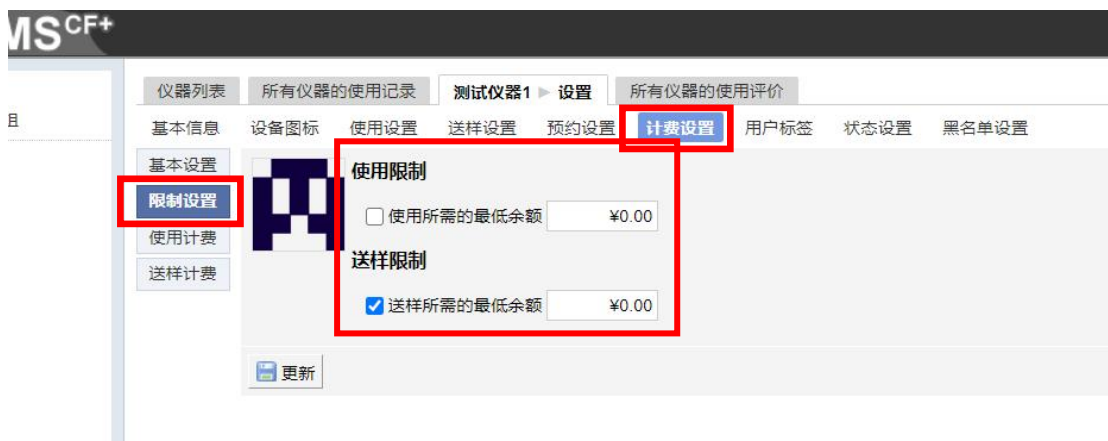 MS CF+
仪器列表 所有仪器的使用记录 测试仪器1 ▶ 设置 所有仪器的使用评价
基本信息 设备图标 使用设置 送样设置 预约设置 计费设置 用户标签 状态设置 黑名单设置
基本设置
限制设置
使用计费
送样计费
使用限制
使用所需的最低余额 ¥0.00
送样限制
送样所需的最低余额 ¥0.00
更新